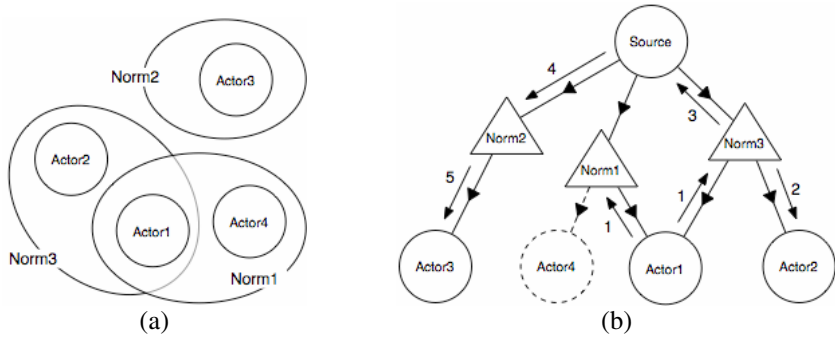 Norm2
Actor3
Actor2
Actor1
Actor4
Norm3
Norm1
(a)
Source
4
3
Norm2
Norm1
Norm3
5
1
2
1
Actor3
Actor4
Actor1
Actor2
(b)